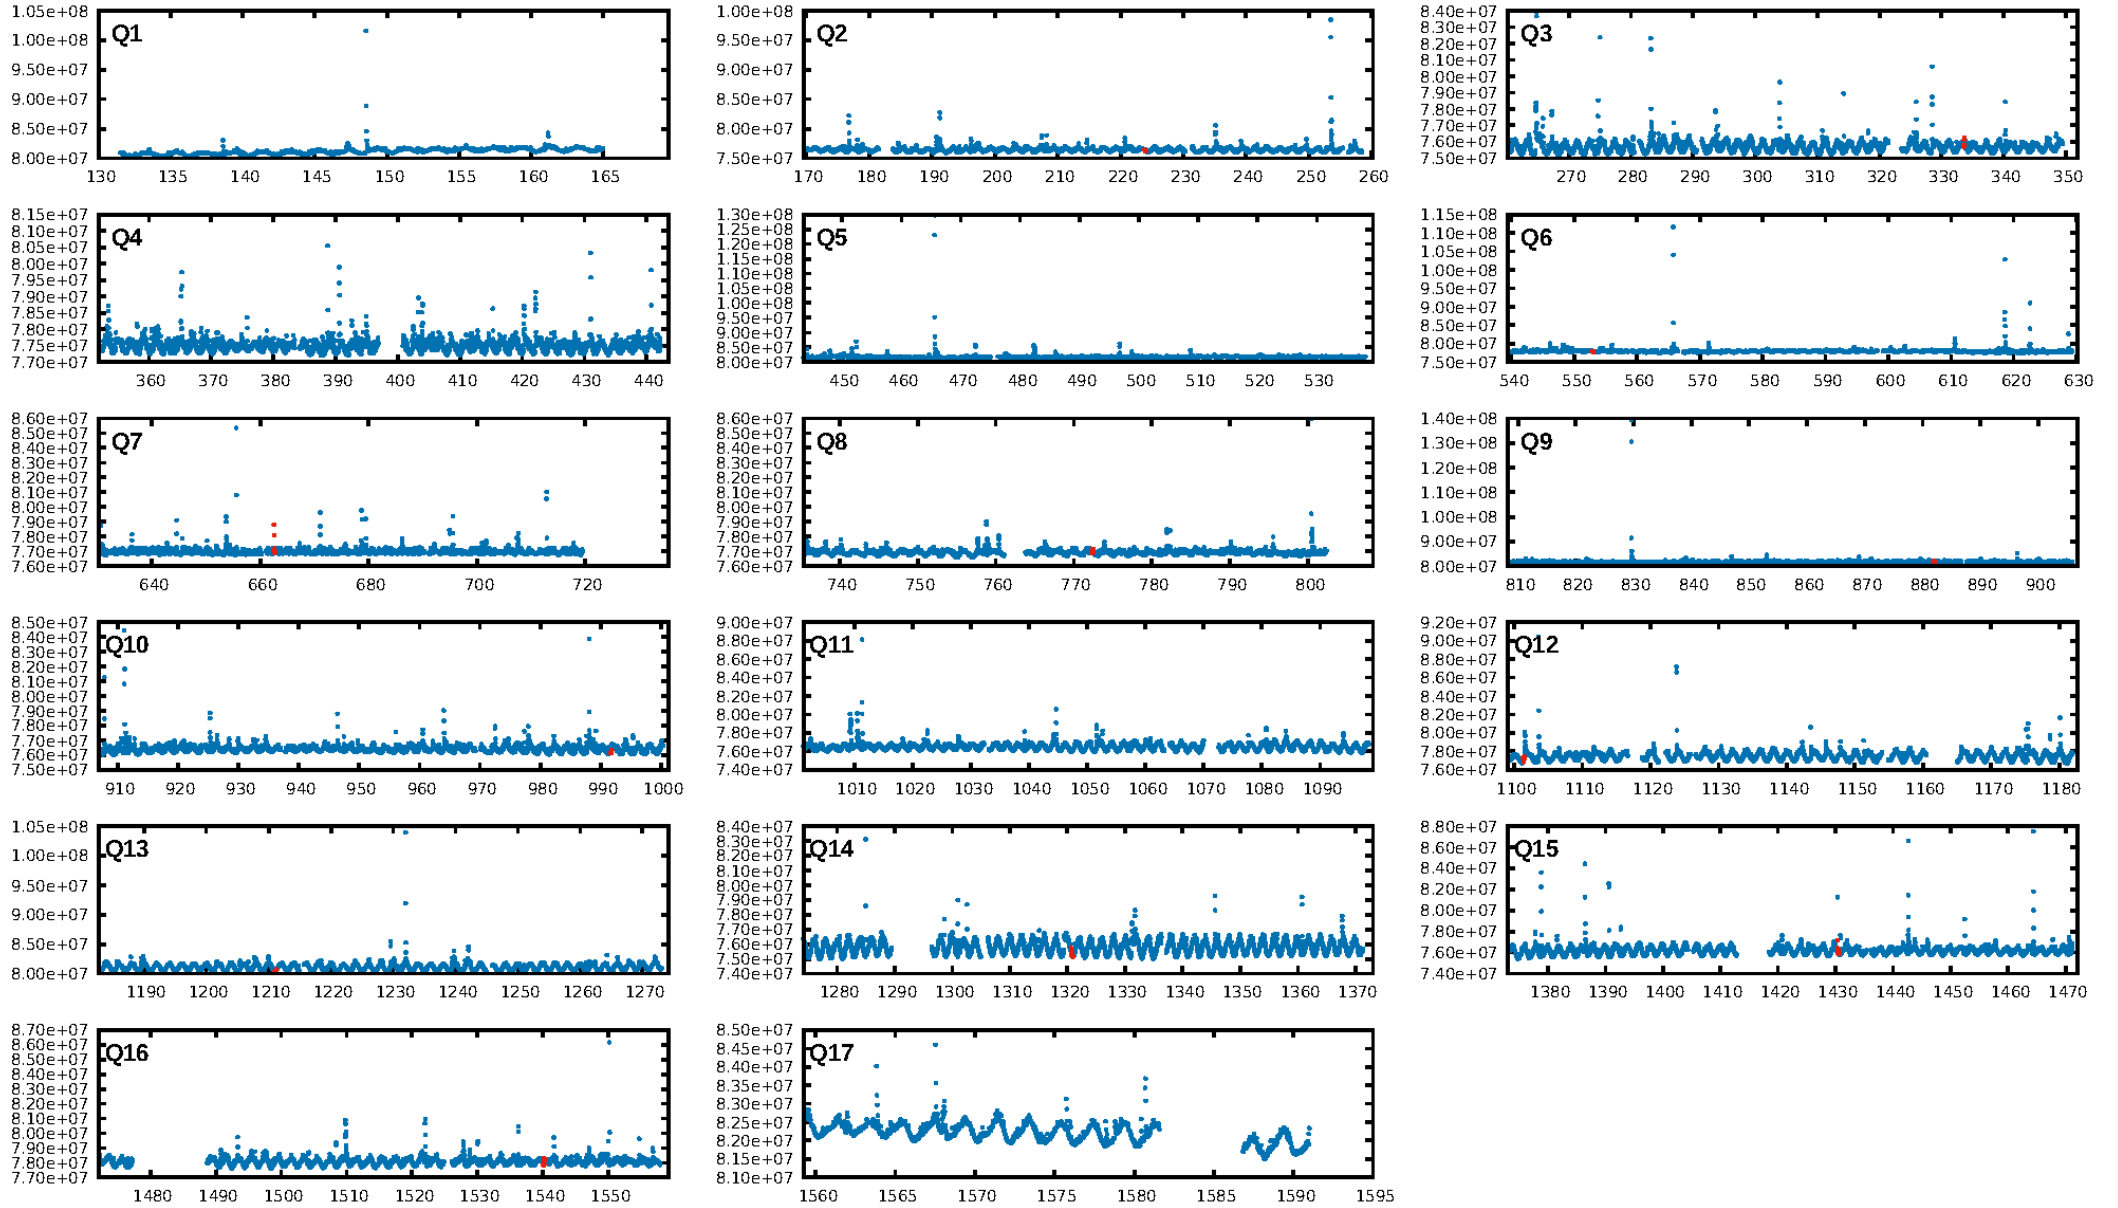 Q1
1.05e+08
1.00e+08
9.50e+07
9.00e+07
8.50e+07
8.00e+07
130 135 140 145 150 155 160 165
Q2
1.00e+08
9.50e+07
9.00e+07
8.50e+07
8.00e+07
7.50e+07
170 180 190 200 210 220 230 240 250 260
Q3
8.40e+07
8.30e+07
8.20e+07
8.10e+07
8.00e+07
7.90e+07
7.80e+07
7.70e+07
7.60e+07
7.50e+07
270 280 290 300 310 320 330 340 350
Q4
8.15e+07
8.10e+07
8.05e+07
8.00e+07
7.95e+07
7.90e+07
7.85e+07
7.80e+07
7.75e+07
7.70e+07
360 370 380 390 400 410 420 430 440
Q5
1.30e+08
1.25e+08
1.20e+08
1.15e+08
1.10e+08
1.05e+08
1.00e+08
9.50e+07
9.00e+07
8.50e+07
8.00e+07
450 460 470 480 490 500 510 520 530
Q6
1.15e+08
1.10e+08
1.05e+08
1.00e+08
9.50e+07
9.00e+07
8.50e+07
8.00e+07
7.50e+07
540 550 560 570 580 590 600 610 620 630
Q7
8.60e+07
8.50e+07
8.40e+07
8.30e+07
8.20e+07
8.10e+07
8.00e+07
7.90e+07
7.80e+07
7.70e+07
7.60e+07
640 660 680 700 720
Q8
8.60e+07
8.50e+07
8.40e+07
8.30e+07
8.20e+07
8.10e+07
8.00e+07
7.90e+07
7.80e+07
7.70e+07
7.60e+07
740 750 760 770 780 790 800
Q9
1.40e+08
1.30e+08
1.20e+08
1.10e+08
1.00e+08
9.00e+07
8.00e+07
810 820 830 840 850 860 870 880 890 900
Q10
8.50e+07
8.40e+07
8.30e+07
8.20e+07
8.10e+07
8.00e+07
7.90e+07
7.80e+07
7.70e+07
7.60e+07
7.50e+07
910 920 930 940 950 960 970 980 990 1000
Q11
9.00e+07
8.80e+07
8.60e+07
8.40e+07
8.20e+07
8.00e+07
7.80e+07
7.60e+07
7.40e+07
1010 1020 1030 1040 1050 1060 1070 1080 1090
Q12
9.20e+07
9.00e+07
8.80e+07
8.60e+07
8.40e+07
8.20e+07
8.00e+07
7.80e+07
7.60e+07
1100 1110 1120 1130 1140 1150 1160 1170 1180
Q13
1.05e+08
1.00e+08
9.50e+07
9.00e+07
8.50e+07
8.00e+07
1190 1200 1210 1220 1230 1240 1250 1260 1270
Q14
8.40e+07
8.30e+07
8.20e+07
8.10e+07
8.00e+07
7.90e+07
7.80e+07
7.70e+07
7.60e+07
7.50e+07
7.40e+07
1280 1290 1300 1310 1320 1330 1340 1350 1360 1370
Q15
8.80e+07
8.60e+07
8.40e+07
8.20e+07
8.00e+07
7.80e+07
7.60e+07
7.40e+07
1380 1390 1400 1410 1420 1430 1440 1450 1460 1470
Q16
8.70e+07
8.60e+07
8.50e+07
8.40e+07
8.30e+07
8.20e+07
8.10e+07
8.00e+07
7.90e+07
7.80e+07
7.70e+07
1480 1490 1500 1510 1520 1530 1540 1550
Q17
8.50e+07
8.45e+07
8.40e+07
8.35e+07
8.30e+07
8.25e+07
8.20e+07
8.15e+07
8.10e+07
1560 1565 1570 1575 1580 1585 1590 1595